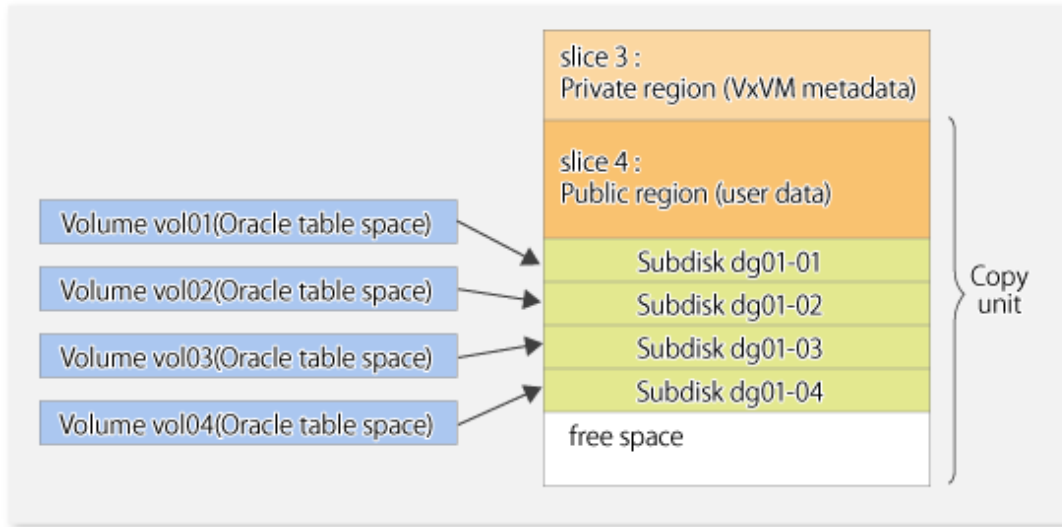 slice 3 :
Private region (VxVM metadata)
slice 4 :
Public region (user data)
Volume vol01(Oracle table space)
Volume vol02(Oracle table space)
Volume vol03(Oracle table space)
Volume vol04(Oracle table space)
Subdisk dg01-01
Subdisk dg01-02
Subdisk dg01-03
Subdisk dg01-04
free space
Copy
unit